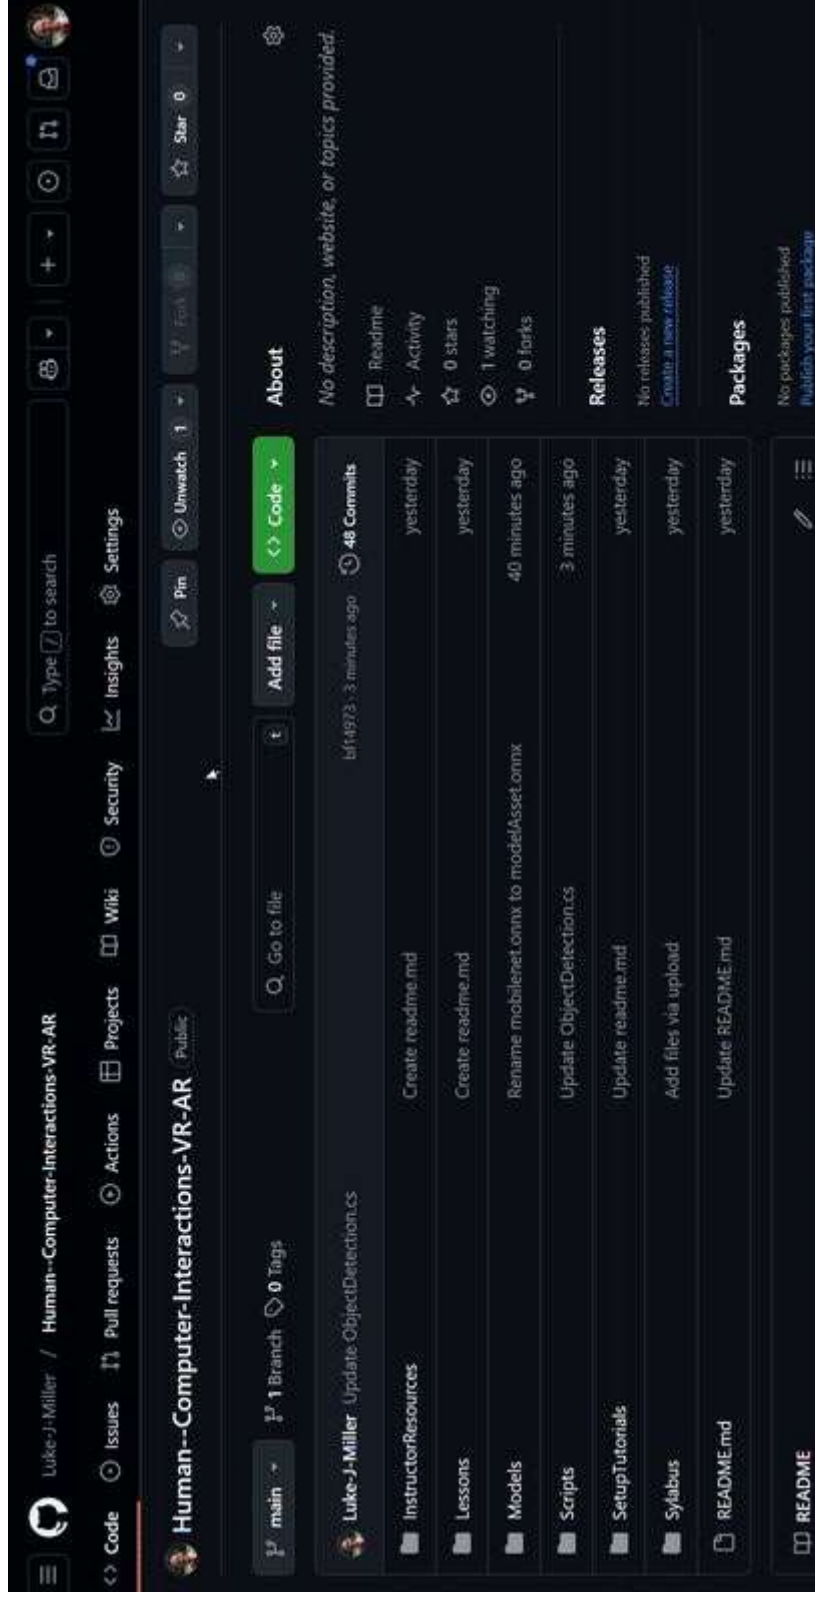 Luke-J-Miller / Human--Computer-Interactions-VR-AR
Type / to search
Code Issues Pull requests Actions Projects Wiki Security Insights Settings
Human--Computer-Interactions-VR-AR Public
Pin Unwatch 1 Fork 0 Star 0
main 1 Branch 0 Tags Go to file t Add file Code
Luke-J-Miller Update ObjectDetection.cs bf14973 · 3 minutes ago 48 Commits
InstructorResources Create readme.md yesterday
Lessons Create readme.md yesterday
Models Rename mobilenet.onnx to modelAsset.onnx 40 minutes ago
Scripts Update ObjectDetection.cs 3 minutes ago
SetupTutorials Update readme.md yesterday
Sylabus Add files via upload yesterday
README.md Update README.md yesterday
README
About
No description, website, or topics provided.
Readme
Activity
0 stars
1 watching
0 forks
Releases
No releases published
Create a new release
Packages
No packages published
Publish your first package